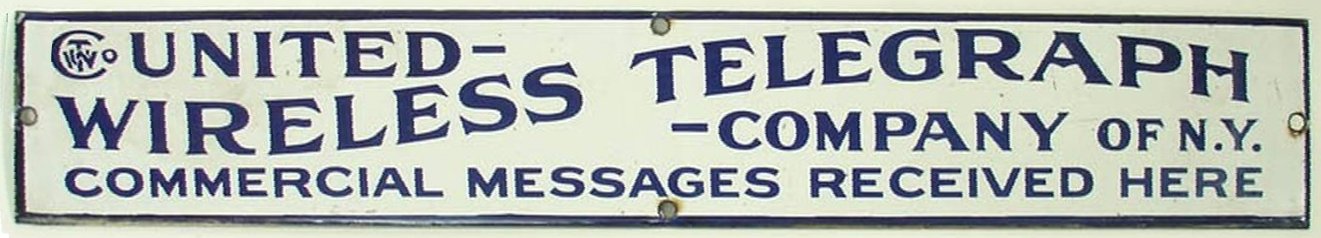 UNITED-
WIRELESS TELEGRAPH
-COMPANY OF N.Y.
COMMERCIAL MESSAGES RECEIVED HERE